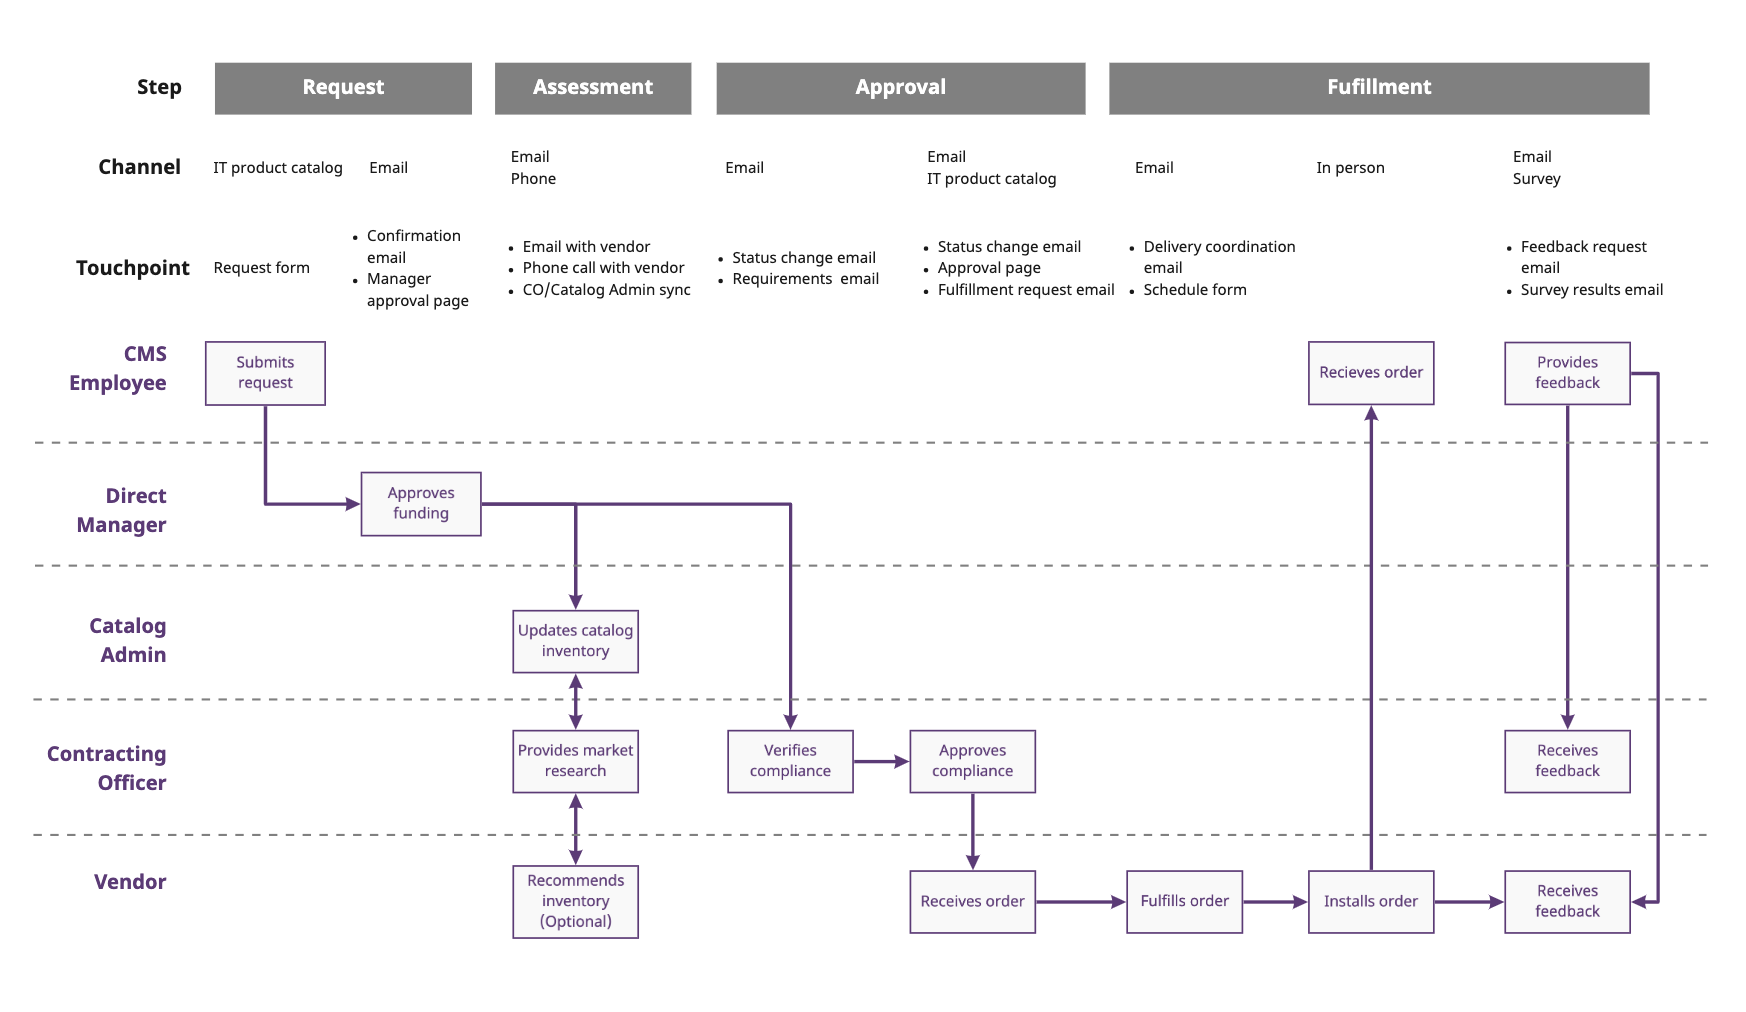 Step
Request
Assessment
Approval
Fufillment
Channel
IT product catalog
Email
Email
Phone
Email
Email
IT product catalog
Email
In person
Email
Survey
Touchpoint
Request form
• Confirmation
email
• Manager
approval page
• Email with vendor
• Phone call with vendor
• CO/Catalog Admin sync
• Status change email
• Requirements email
• Status change email
• Approval page
• Fulfillment request email
• Delivery coordination
email
• Schedule form
• Feedback request
email
• Survey results email
CMS
Employee
Submits
request
Recieves order
Provides
feedback
Direct
Manager
Approves
funding
Catalog
Admin
Updates catalog
inventory
Contracting
Officer
Provides market
research
Verifies
compliance
Approves
compliance
Receives
feedback
Vendor
Recommends
inventory
(Optional)
Receives order
Fulfills order
Installs order
Receives
feedback